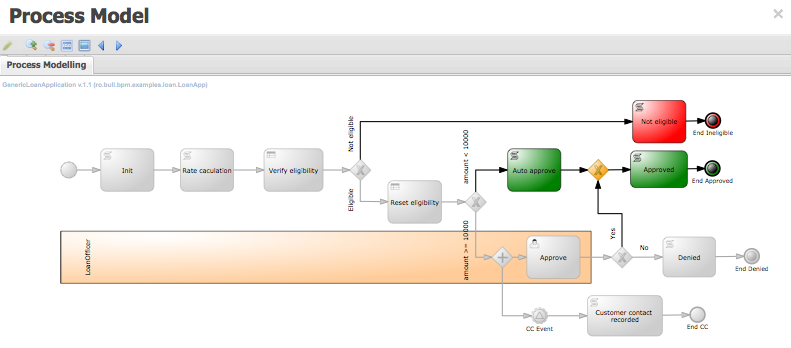 Process Model
Process Modelling
GenericLoanApplication v.1.1 (ro.bull.bpm.examples.loan.LoanApp)
Not eligible
End Ineligible
Not eligible
amount < 10000
Init
Rate caculation
Verify eligibility
Auto approve
Approved
End Approved
Eligible
Reset eligibility
LoanOfficer
amount >= 10000
Approve
Yes
No
Denied
End Denied
CC Event
Customer contact
recorded
End CC